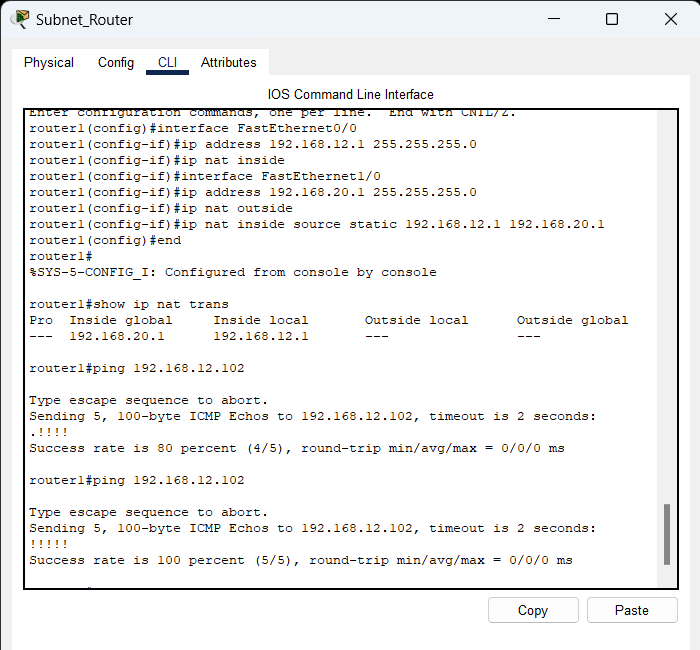 Subnet_Router
Physical Config CLI Attributes
IOS Command Line Interface
Enter configuration commands, one per line.  End with CNTL/Z.
router1(config)#interface FastEthernet0/0
router1(config-if)#ip address 192.168.12.1 255.255.255.0
router1(config-if)#ip nat inside
router1(config-if)#interface FastEthernet1/0
router1(config-if)#ip address 192.168.20.1 255.255.255.0
router1(config-if)#ip nat outside
router1(config-if)#ip nat inside source static 192.168.12.1 192.168.20.1
router1(config)#end
router1#
%SYS-5-CONFIG_I: Configured from console by console
router1#show ip nat trans
Pro  Inside global     Inside local       Outside local      Outside global
---  192.168.20.1      192.168.12.1       ---                ---
router1#ping 192.168.12.102
Type escape sequence to abort.
Sending 5, 100-byte ICMP Echos to 192.168.12.102, timeout is 2 seconds:
.!!!!
Success rate is 80 percent (4/5), round-trip min/avg/max = 0/0/0 ms
router1#ping 192.168.12.102
Type escape sequence to abort.
Sending 5, 100-byte ICMP Echos to 192.168.12.102, timeout is 2 seconds:
!!!!!
Success rate is 100 percent (5/5), round-trip min/avg/max = 0/0/0 ms
Copy Paste